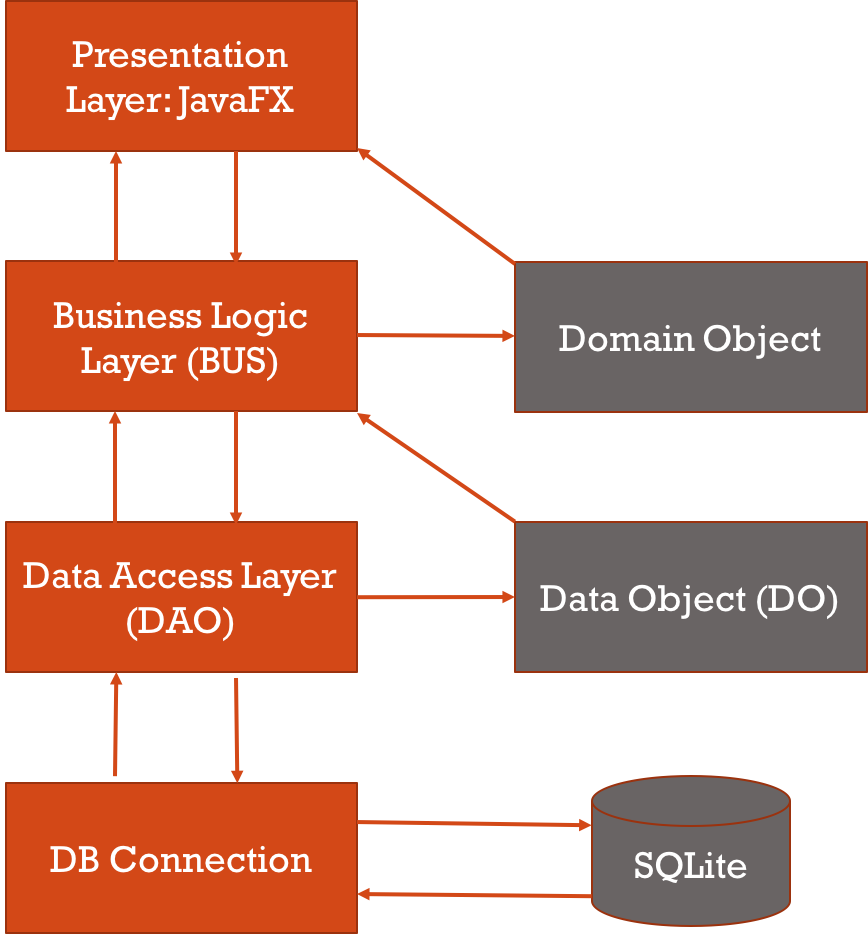 Presentation
Layer: JavaFX
Business Logic
Layer (BUS)
Domain Object
Data Access Layer
(DAO)
Data Object (DO)
DB Connection
SQLite